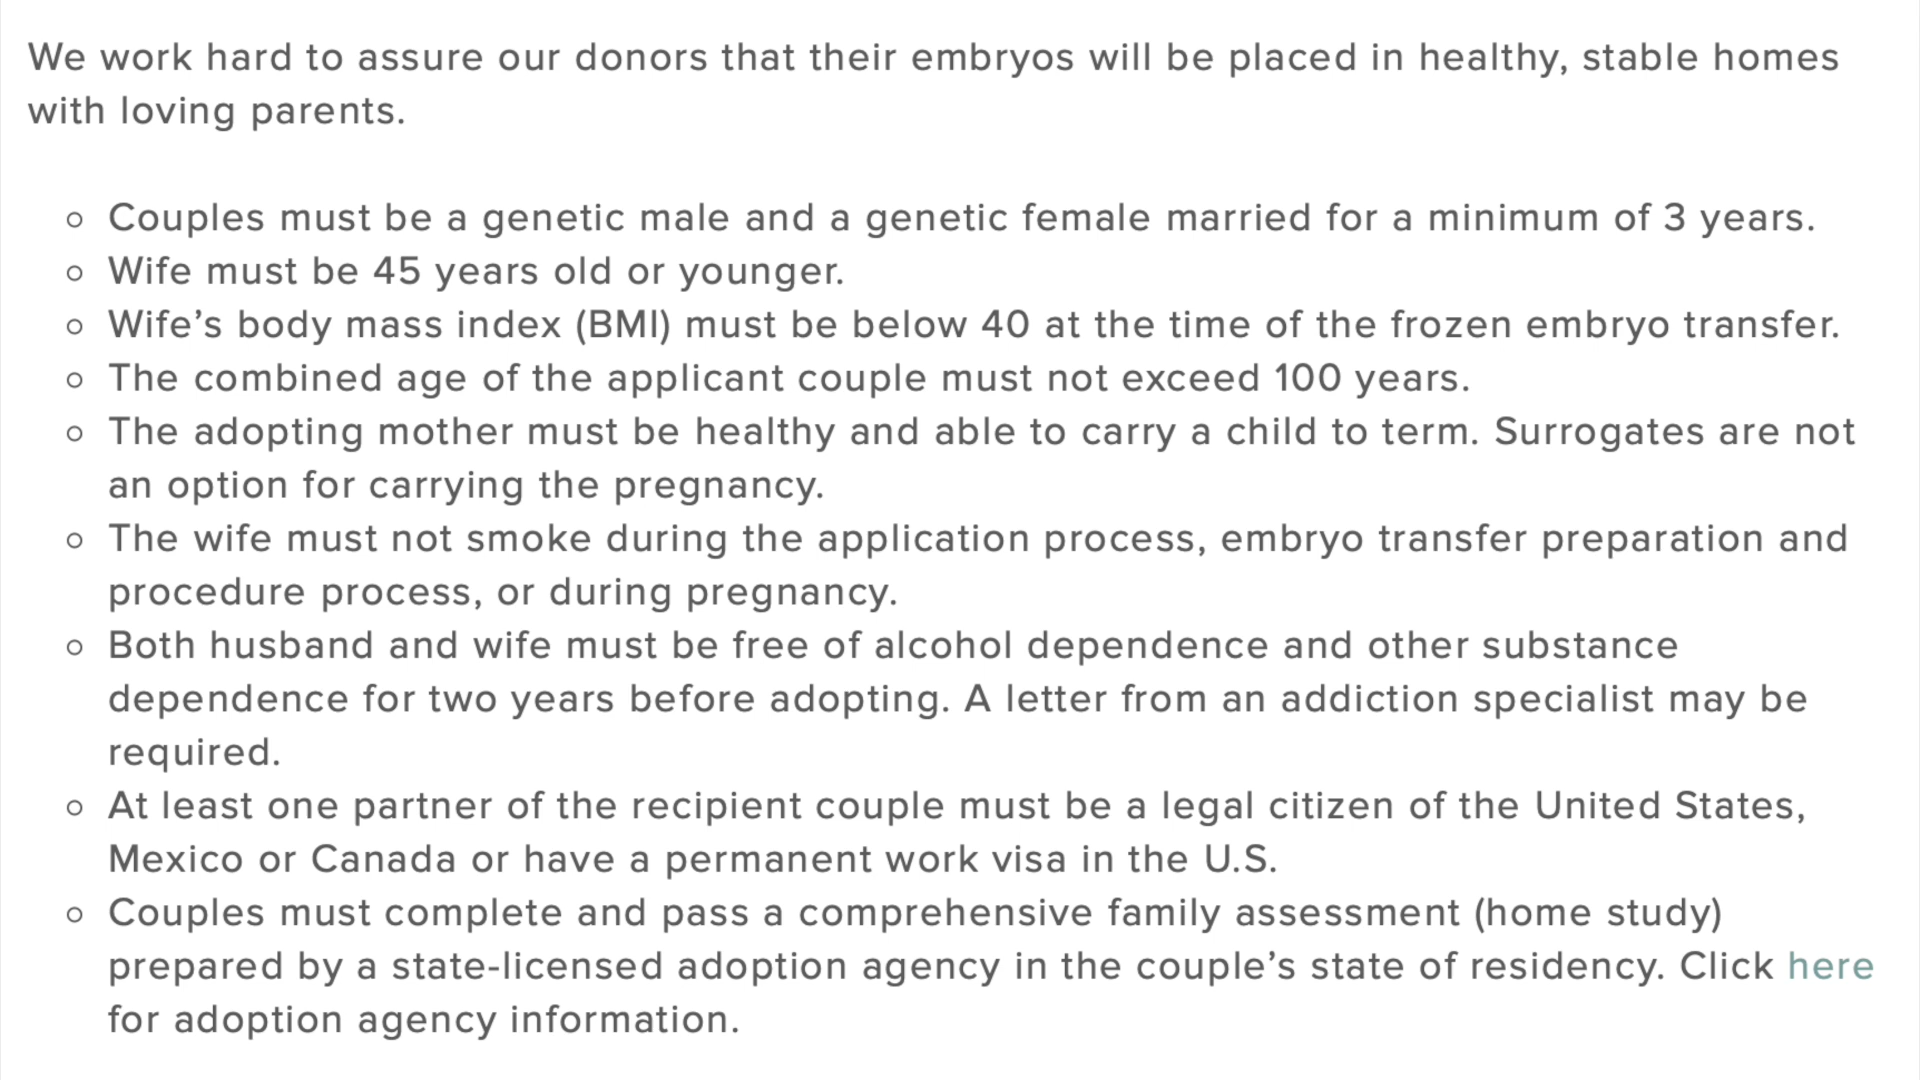 We work hard to assure our donors that their embryos will be placed in healthy, stable homes
with loving parents.
Couples must be a genetic male and a genetic female married for a minimum of 3 years.
Wife must be 45 years old or younger.
Wife’s body mass index (BMI) must be below 40 at the time of the frozen embryo transfer.
The combined age of the applicant couple must not exceed 100 years.
The adopting mother must be healthy and able to carry a child to term. Surrogates are not
an option for carrying the pregnancy.
The wife must not smoke during the application process, embryo transfer preparation and
procedure process, or during pregnancy.
Both husband and wife must be free of alcohol dependence and other substance
dependence for two years before adopting. A letter from an addiction specialist may be
required.
At least one partner of the recipient couple must be a legal citizen of the United States,
Mexico or Canada or have a permanent work visa in the U.S.
Couples must complete and pass a comprehensive family assessment (home study)
prepared by a state-licensed adoption agency in the couple’s state of residency. Click here
for adoption agency information.